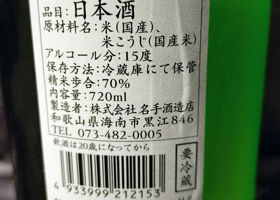 品目:日本酒
原材料名:米(国産)、
米こうじ(国産米)
アルコール分:15度
保存方法:冷蔵庫にて保管
精米歩合:70%
内容量:720ml
製造者:株式会社名手酒造店
和歌山県海南市黒江846
TEL 073-482-0005
飲酒は20歳になってから
要冷蔵
4933999212153